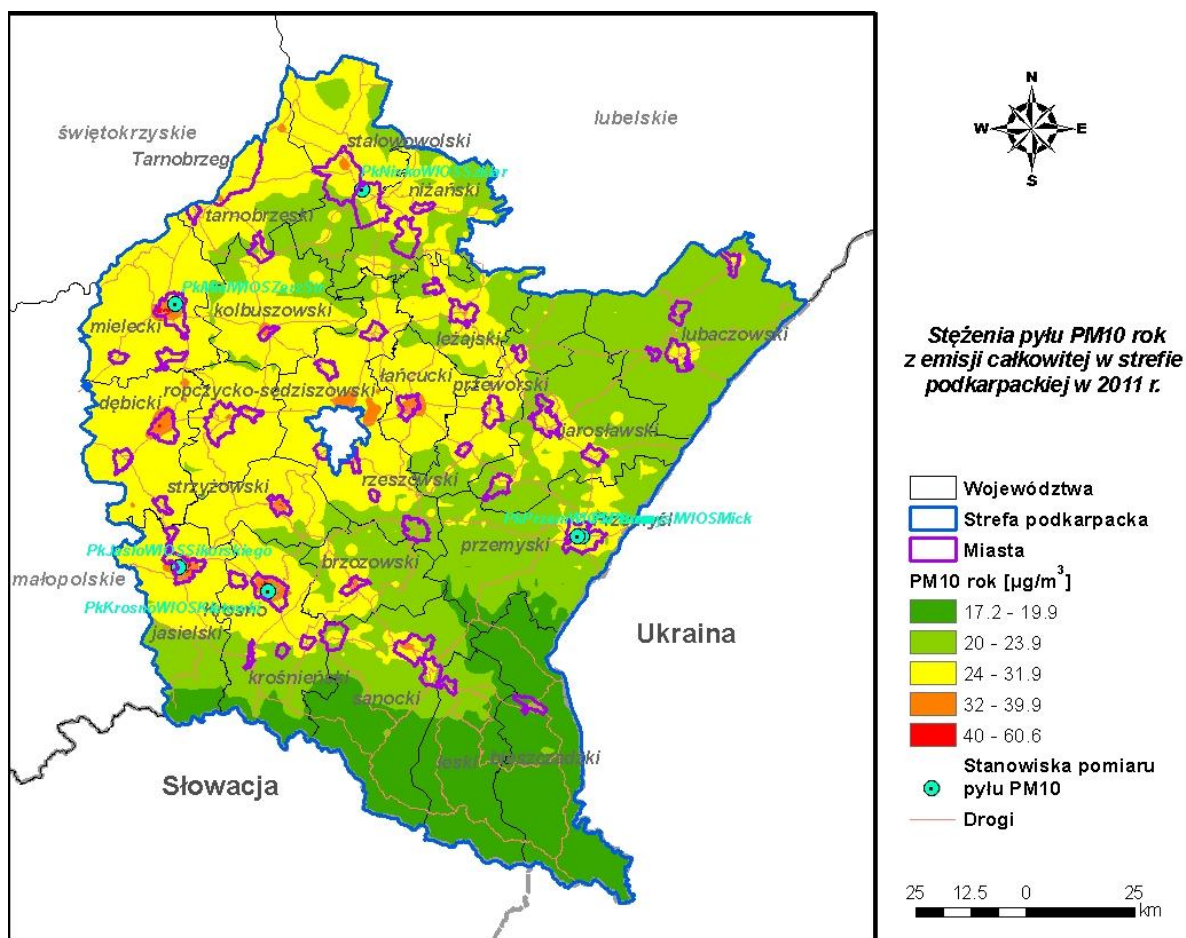 N
W E
S
świętokrzyskie
lubelskie
Tarnobrzeg
stalowowolski
niżański
tarnobrzeski
mielecki
kolbuszowski
leżajski
lubaczowski
ropczycko-sędziszowski
łańcucki
przeworski
dębicki
jarosławski
strzyżowski
rzeszowski
PkJasloWIOSSikorskiego
przemyski
małopolskie
brzozowski
Krosno
jasielski
Ukraina
krośnieński
sanocki
leski
bieszczadzki
Słowacja
Stężenia pyłu PM10 rok
z emisji całkowitej w strefie
podkarpackiej w 2011 r.
Województwa
Strefa podkarpacka
Miasta
PM10 rok [µg/m³]
17.2 - 19.9
20 - 23.9
24 - 31.9
32 - 39.9
40 - 60.6
Stanowiska pomiaru
pyłu PM10
Drogi
25 12.5 0 25
km